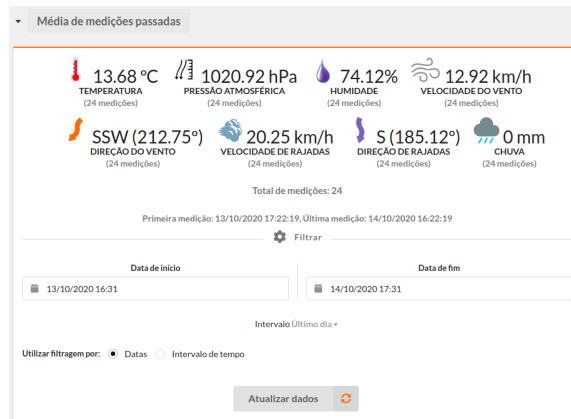 Média de medições passadas
13.68 °C 1020.92 hPa 74.12% 12.92 km/h
TEMPERATURA PRESSÃO ATMOSFÉRICA HUMIDADE VELOCIDADE DO VENTO
(24 medições) (24 medições) (24 medições) (24 medições)
SSW (212.75°) 20.25 km/h S (185.12°) 0 mm
DIREÇÃO DO VENTO VELOCIDADE DE RAJADAS DIREÇÃO DE RAJADAS CHUVA
(24 medições) (24 medições) (24 medições) (24 medições)
Total de medições: 24
Primeira medição: 13/10/2020 17:22:19, Última medição: 14/10/2020 16:22:19
Filtrar
Data de início Data de fim
13/10/2020 16:31 14/10/2020 17:31
Intervalo Último dia
Utilizar filtragem por: Datas Intervalo de tempo
Atualizar dados